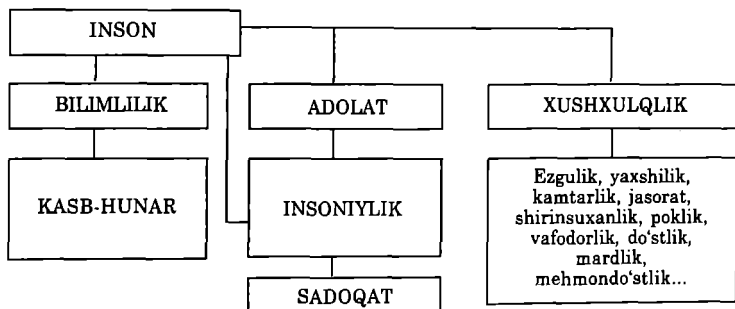 INSON
BILIMLILIK
ADOLAT
XUSHXULQLIK
KASB-HUNAR
INSONIYLIK
Ezgulik, yaxshilik,
kamtarlik, jasorat,
shirinsuxanlik, poklik,
vafodorlik, do‘stlik,
mardlik,
mehmondo‘stlik...
SADOQAT